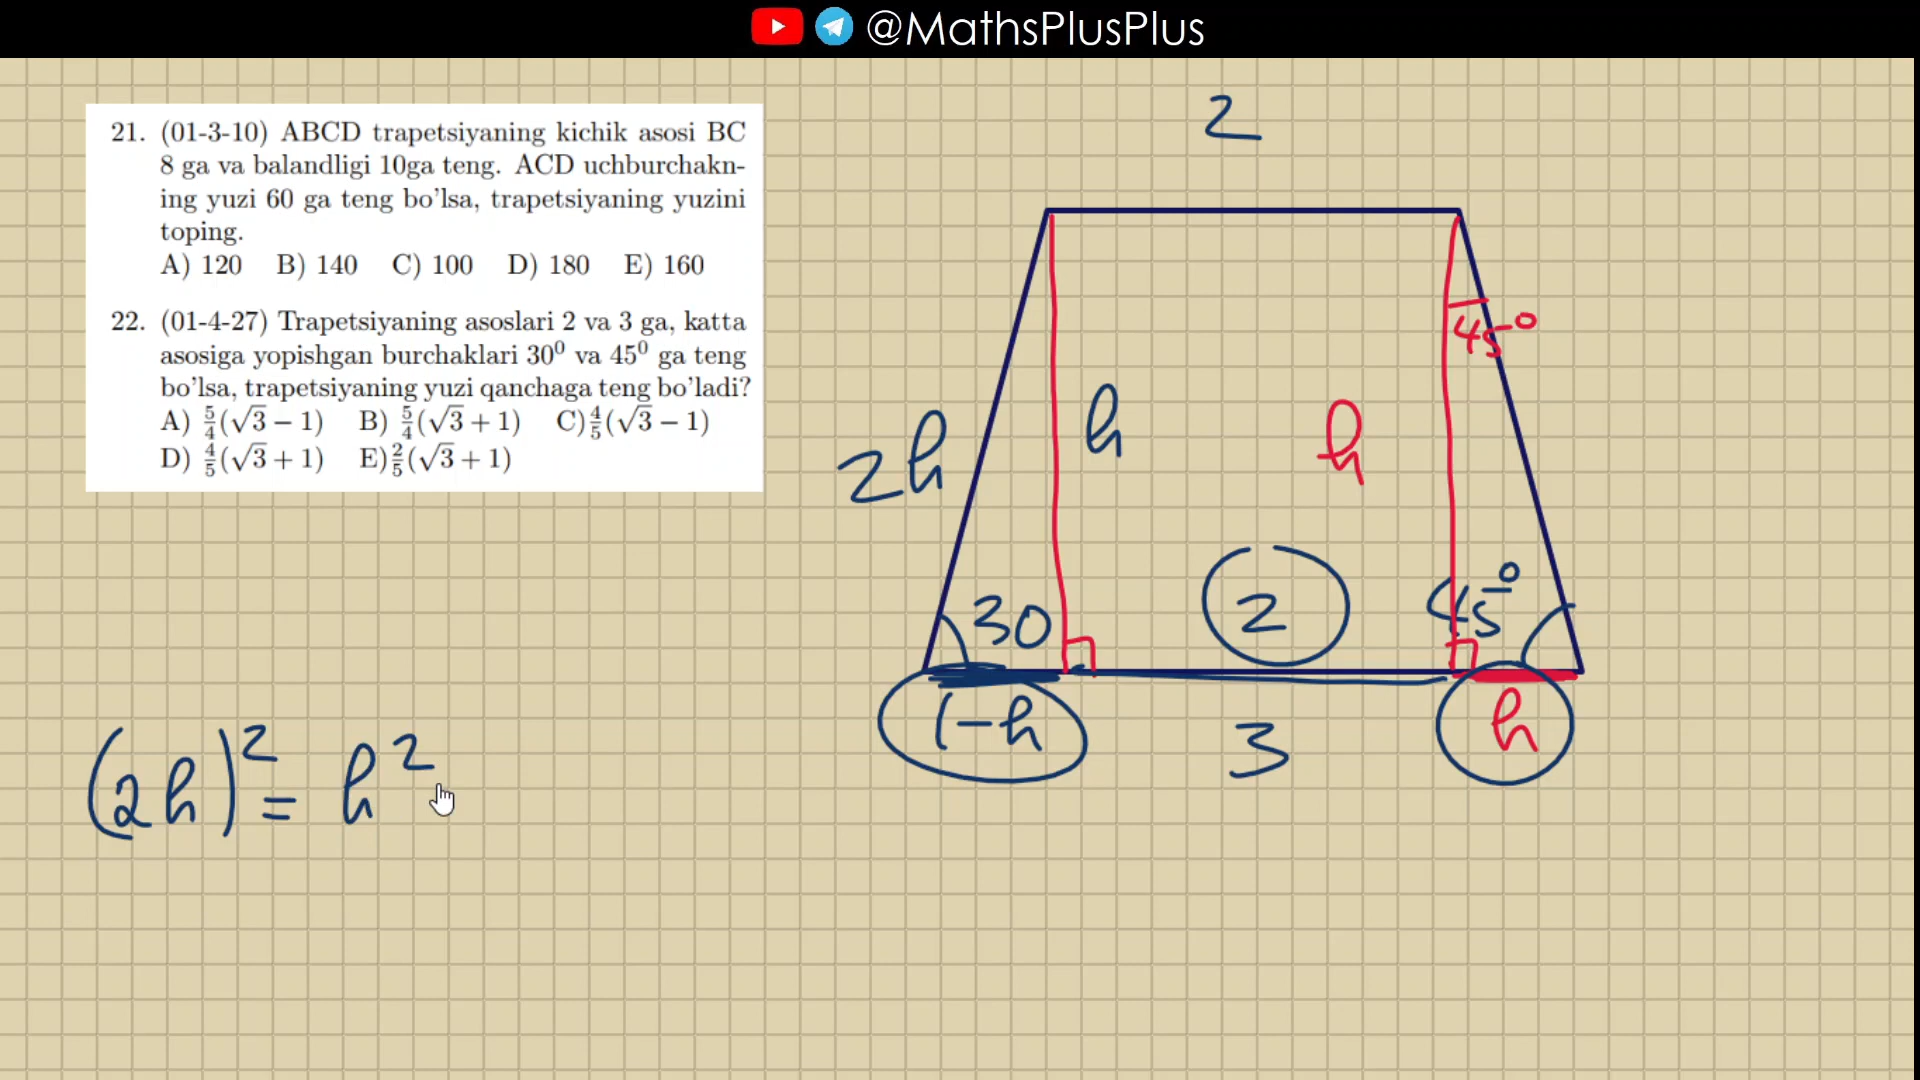 @MathsPlusPlus
21. (01-3-10) ABCD trapetsiyaning kichik asosi BC
8 ga va balandligi 10ga teng. ACD uchburchakn-
ing yuzi 60 ga teng bo'lsa, trapetsiyaning yuzini
toping.
A) 120 B) 140 C) 100 D) 180 E) 160
22. (01-4-27) Trapetsiyaning asoslari 2 va 3 ga, katta
asosiga yopishgan burchaklari 30⁰ va 45⁰ ga teng
bo'lsa, trapetsiyaning yuzi qanchaga teng bo'ladi?
A) 5/4(√3 − 1) B) 5/4(√3 + 1) C)4/5(√3 − 1)
D) 4/5(√3 + 1) E)2/5(√3 + 1)
2
45°
2h
h
h
30
2
45°
1-h
3
h
(2h)² = h²